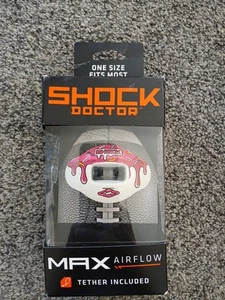 ONE SIZE
FITS MOST
SHOCK
DOCTOR
MAX AIRFLOW
TETHER INCLUDED